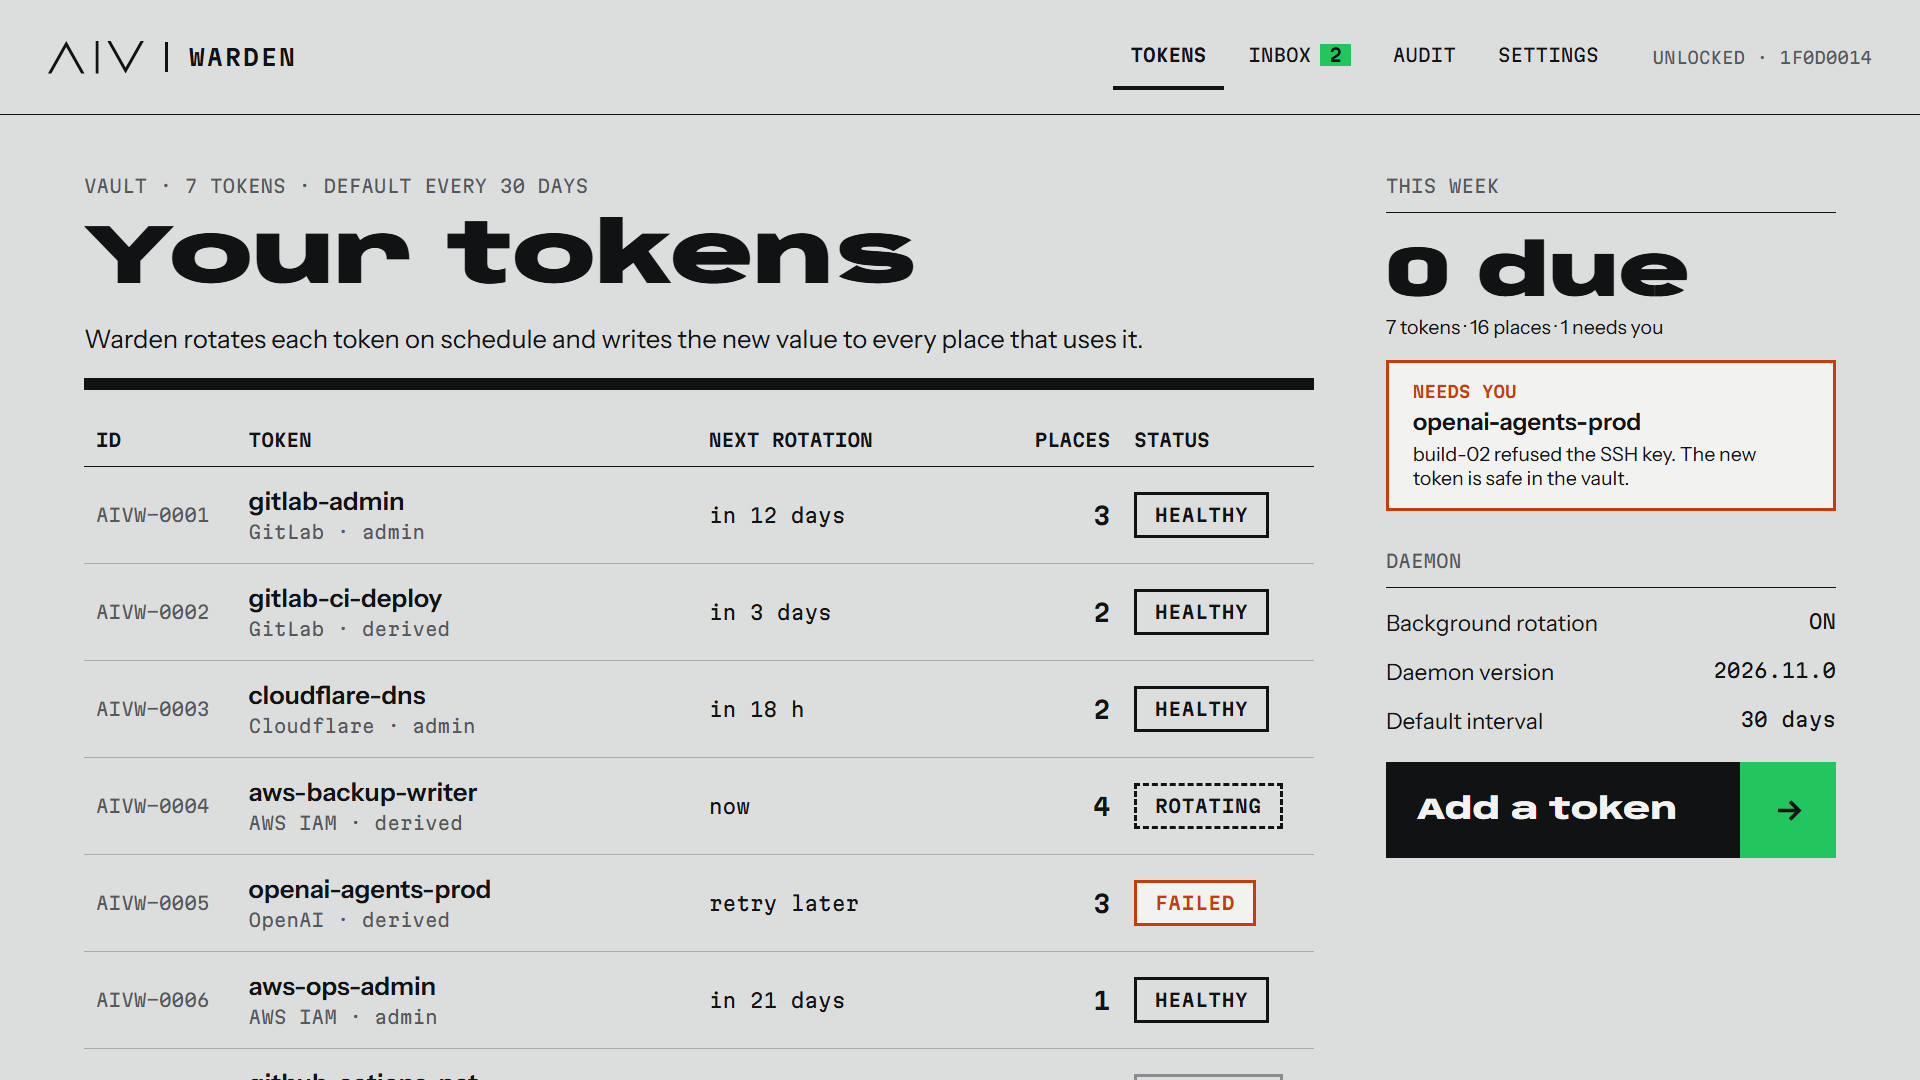 AIV | WARDEN
TOKENS
INBOX 2
AUDIT
SETTINGS
UNLOCKED · 1F0D0014
VAULT · 7 TOKENS · DEFAULT EVERY 30 DAYS
Your tokens
Warden rotates each token on schedule and writes the new value to every place that uses it.
ID TOKEN NEXT ROTATION PLACES STATUS
AIVW-0001 gitlab-admin in 12 days 3 HEALTHY
GitLab · admin
AIVW-0002 gitlab-ci-deploy in 3 days 2 HEALTHY
GitLab · derived
AIVW-0003 cloudflare-dns in 18 h 2 HEALTHY
Cloudflare · admin
AIVW-0004 aws-backup-writer now 4 ROTATING
AWS IAM · derived
AIVW-0005 openai-agents-prod retry later 3 FAILED
OpenAI · derived
AIVW-0006 aws-ops-admin in 21 days 1 HEALTHY
AWS IAM · admin
THIS WEEK
0 due
7 tokens · 16 places · 1 needs you
NEEDS YOU
openai-agents-prod
build-02 refused the SSH key. The new
token is safe in the vault.
DAEMON
Background rotation ON
Daemon version 2026.11.0
Default interval 30 days
Add a token →